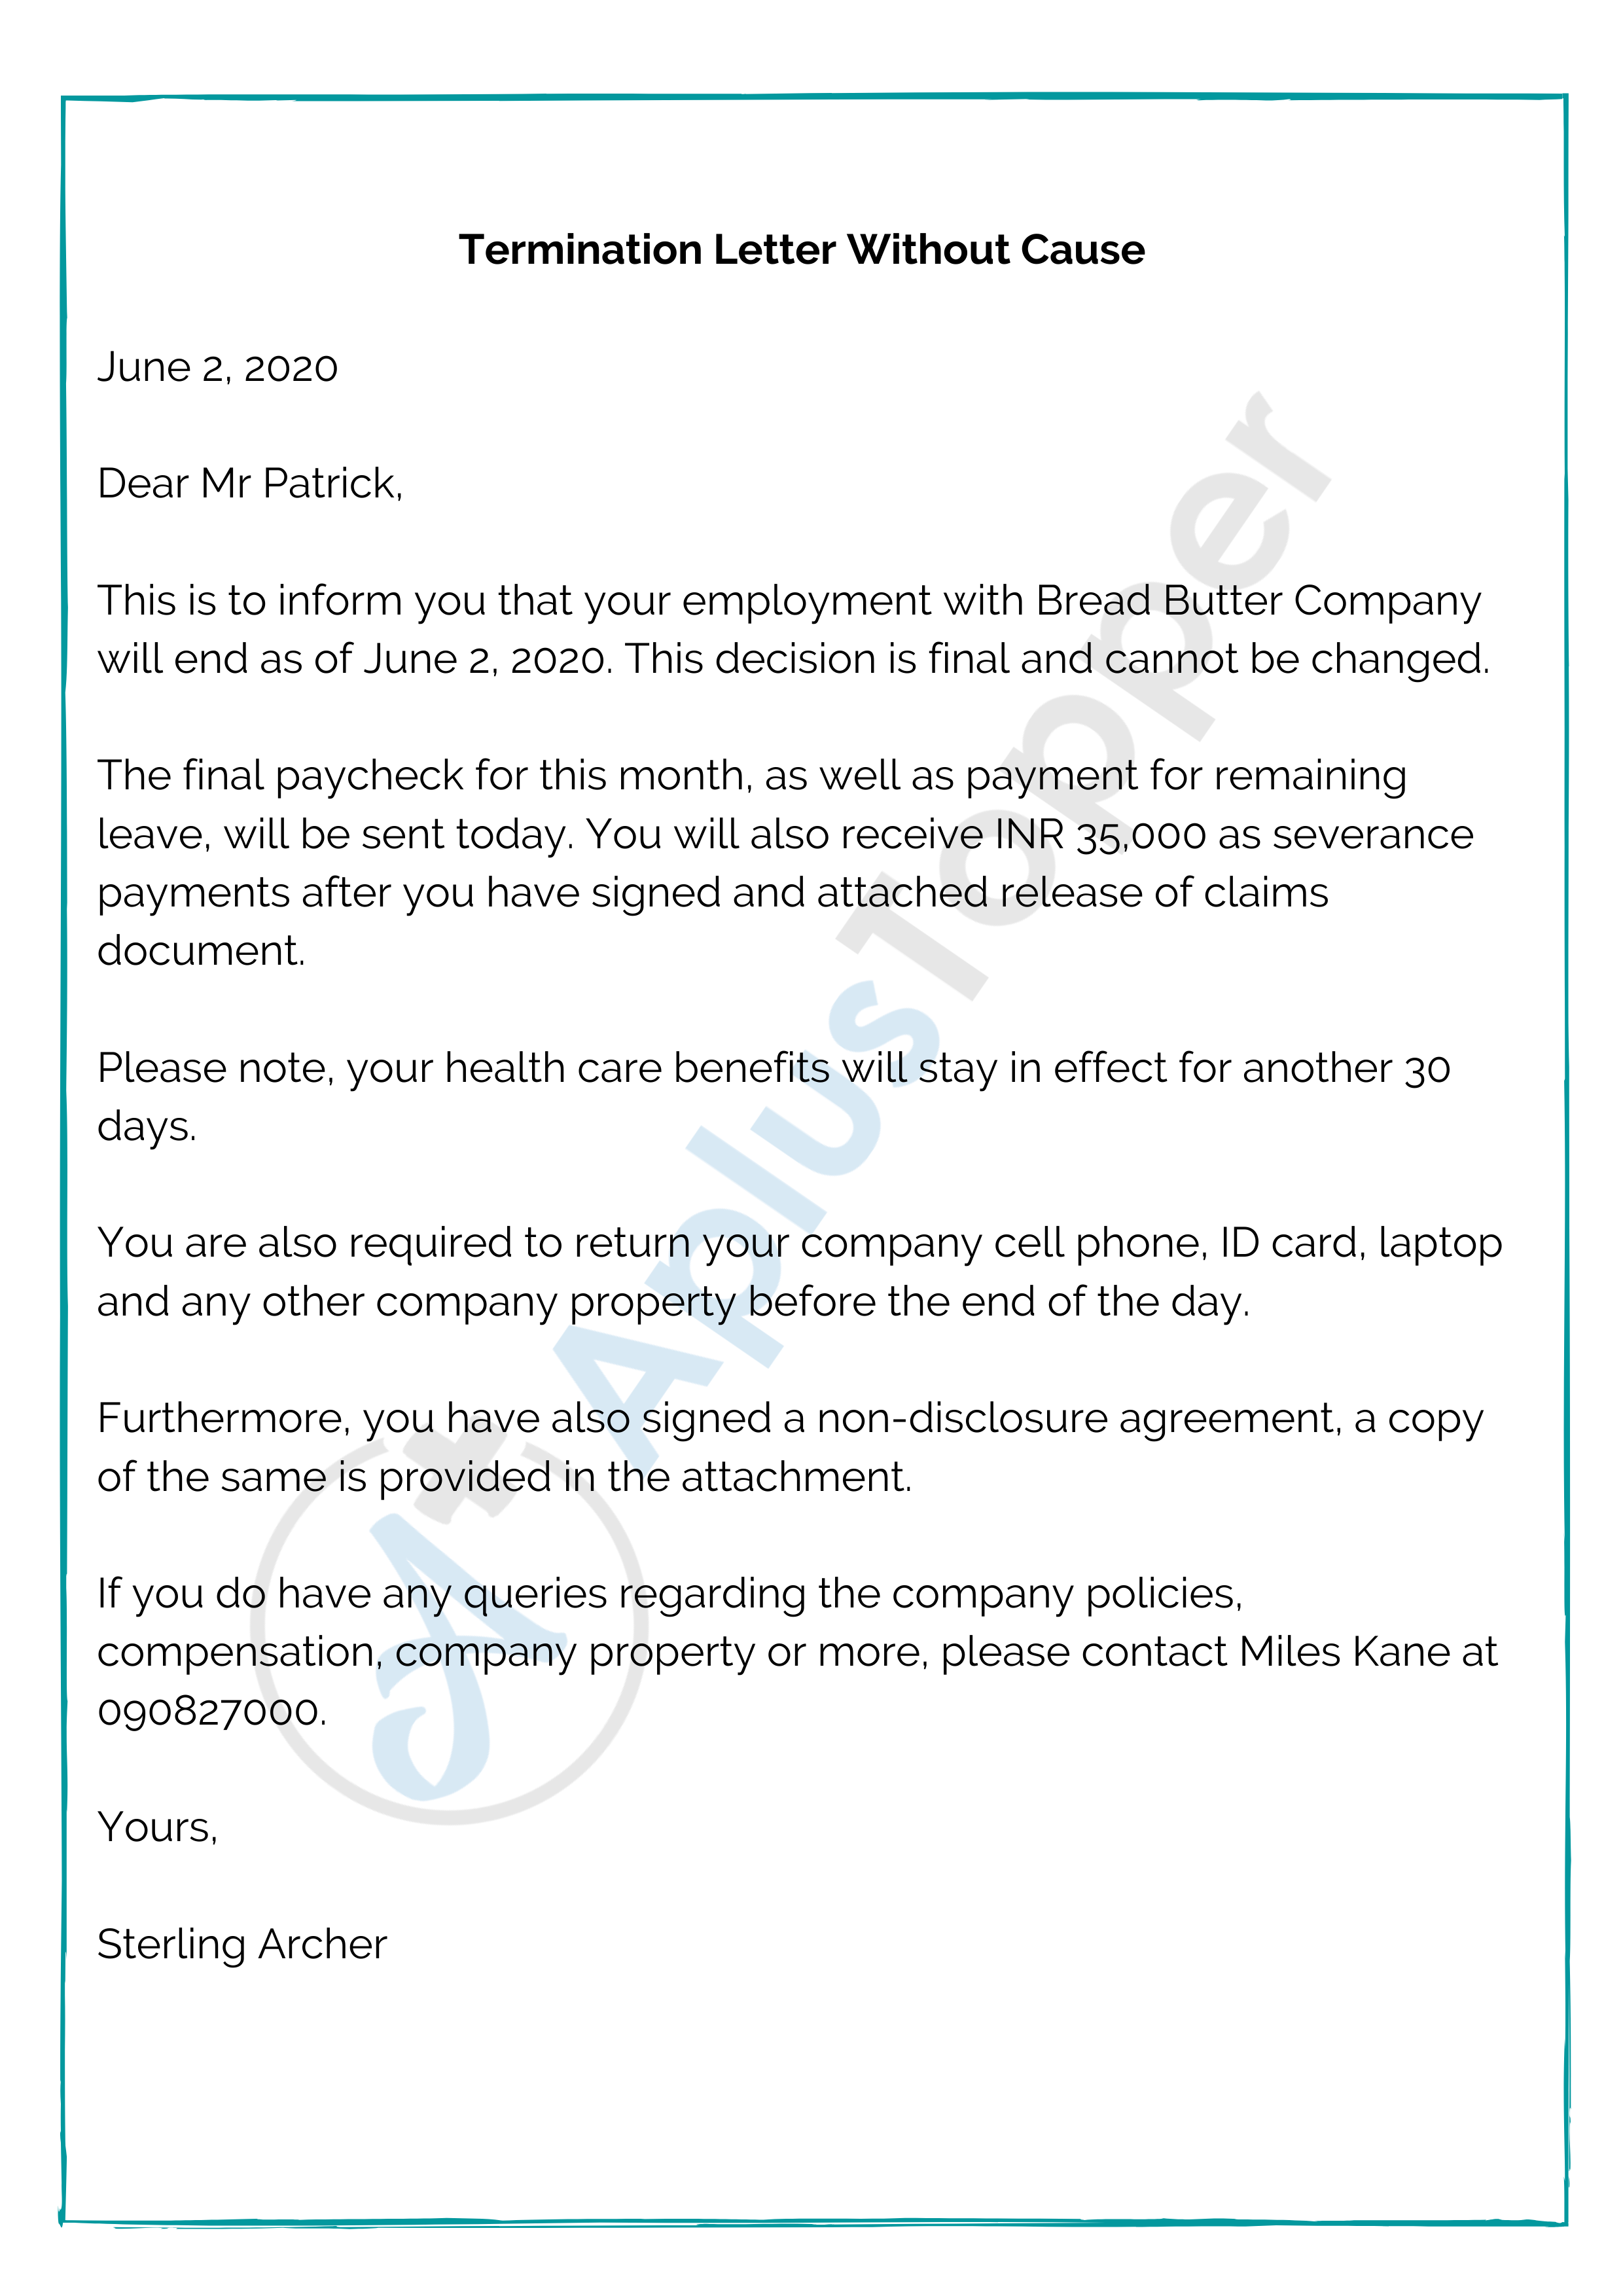 Termination Letter Without Cause
June 2, 2020
Dear Mr Patrick,
This is to inform you that your employment with Bread Butter Company
will end as of June 2, 2020. This decision is final and cannot be changed.
The final paycheck for this month, as well as payment for remaining
leave, will be sent today. You will also receive INR 35,000 as severance
payments after you have signed and attached release of claims
document.
Please note, your health care benefits will stay in effect for another 30
days.
You are also required to return your company cell phone, ID card, laptop
and any other company property before the end of the day.
Furthermore, you have also signed a non-disclosure agreement, a copy
of the same is provided in the attachment.
If you do have any queries regarding the company policies,
compensation, company property or more, please contact Miles Kane at
090827000.
Yours,
Sterling Archer
A+ AplusTopper